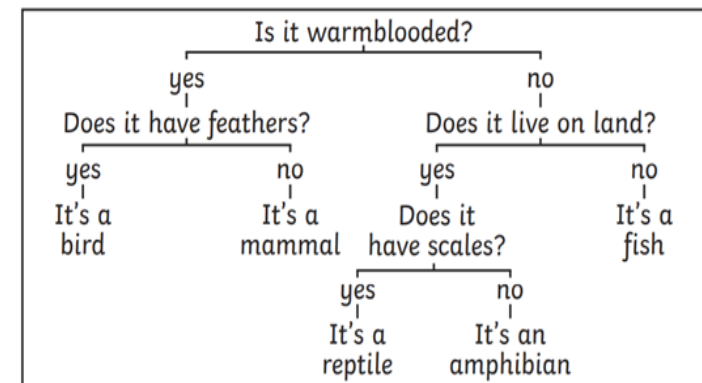 Is it warmblooded?
yes
no
Does it have feathers?
Does it live on land?
yes
no
yes
no
It's a
bird
It's a
mammal
Does it
have scales?
It's a
fish
yes
no
It's a
reptile
It's an
amphibian